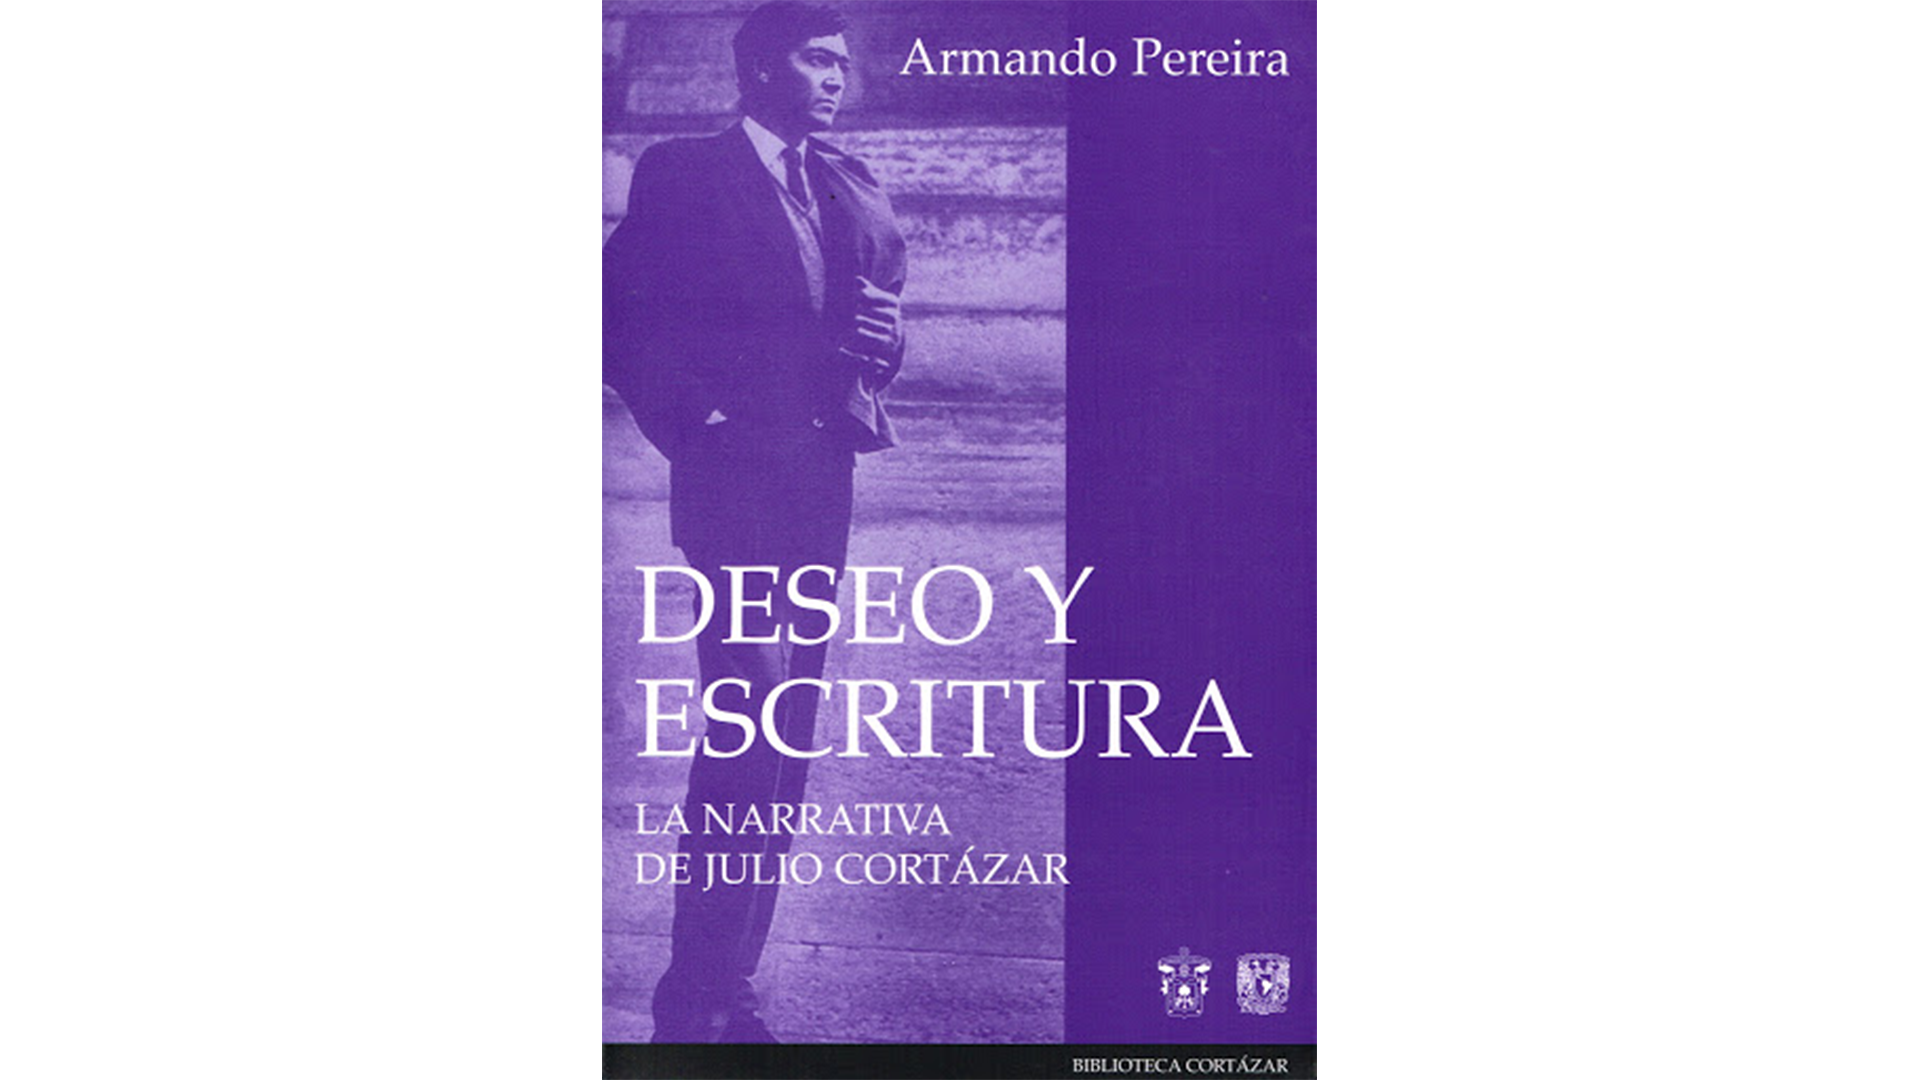 Armando Pereira
DESEO Y
ESCRITURA
LA NARRATIVA
DE JULIO CORTÁZAR
BIBLIOTECA CORTÁZAR